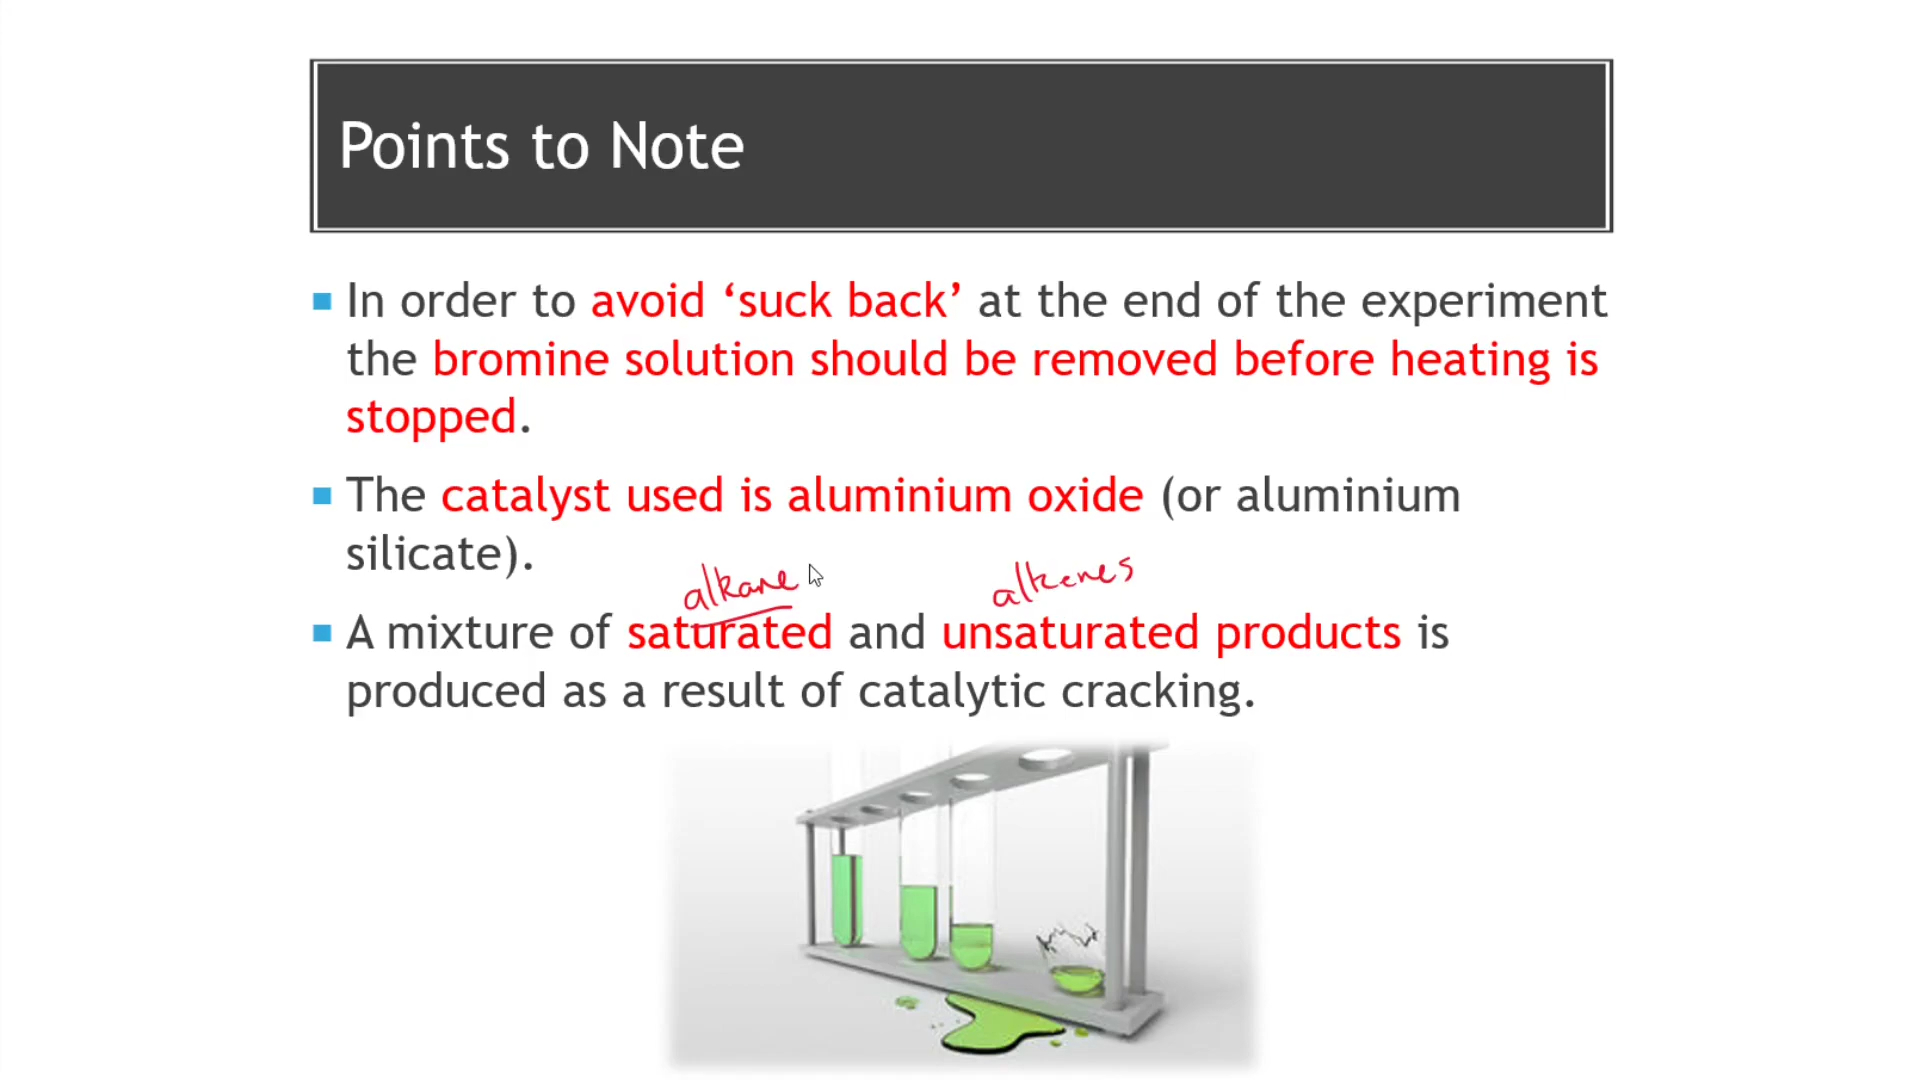 Points to Note
In order to avoid ‘suck back’ at the end of the experiment
the bromine solution should be removed before heating is
stopped.
The catalyst used is aluminium oxide (or aluminium
silicate).
alkane alkenes
A mixture of saturated and unsaturated products is
produced as a result of catalytic cracking.